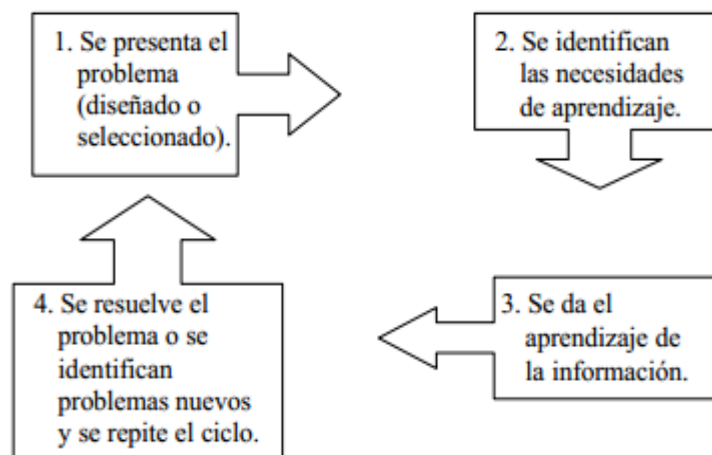 1. Se presenta el
problema
(diseñado o
seleccionado).
2. Se identifican
las necesidades
de aprendizaje.
3. Se da el
aprendizaje de
la información.
4. Se resuelve el
problema o se
identifican
problemas nuevos
y se repite el ciclo.